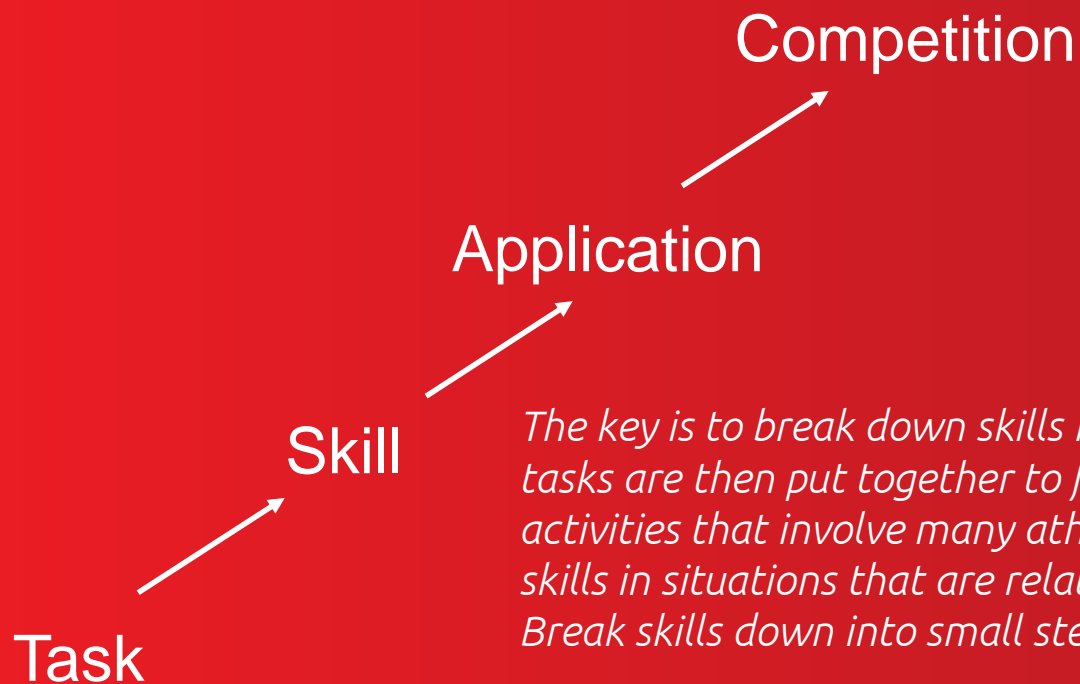 Competition
Application
Skill
The key is to break down skills
tasks are then put together to
activities that involve many
skills in situations that are
Break skills down into small
Task